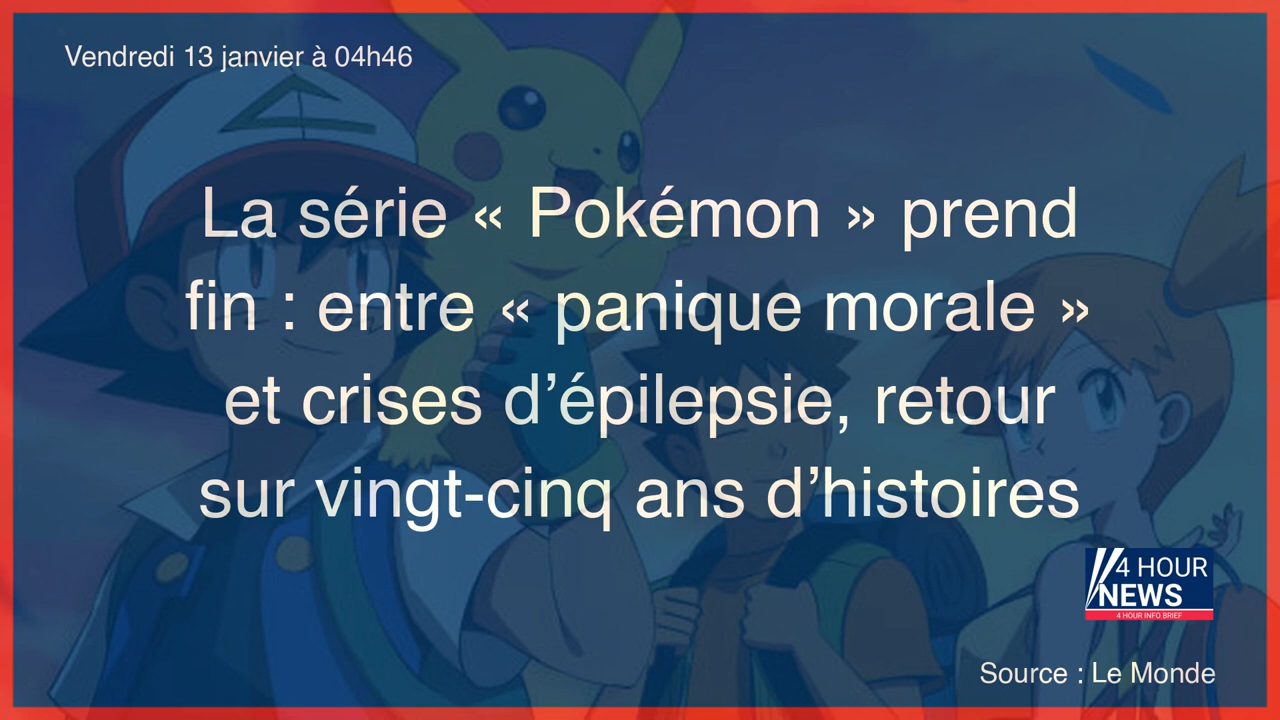 Vendredi 13 janvier à 04h46
La série « Pokémon » prend
fin : entre « panique morale »
et crises d’épilepsie, retour
sur vingt-cinq ans d’histoires
4 HOUR
NEWS
4 HOUR INFO BRIEF
Source : Le Monde